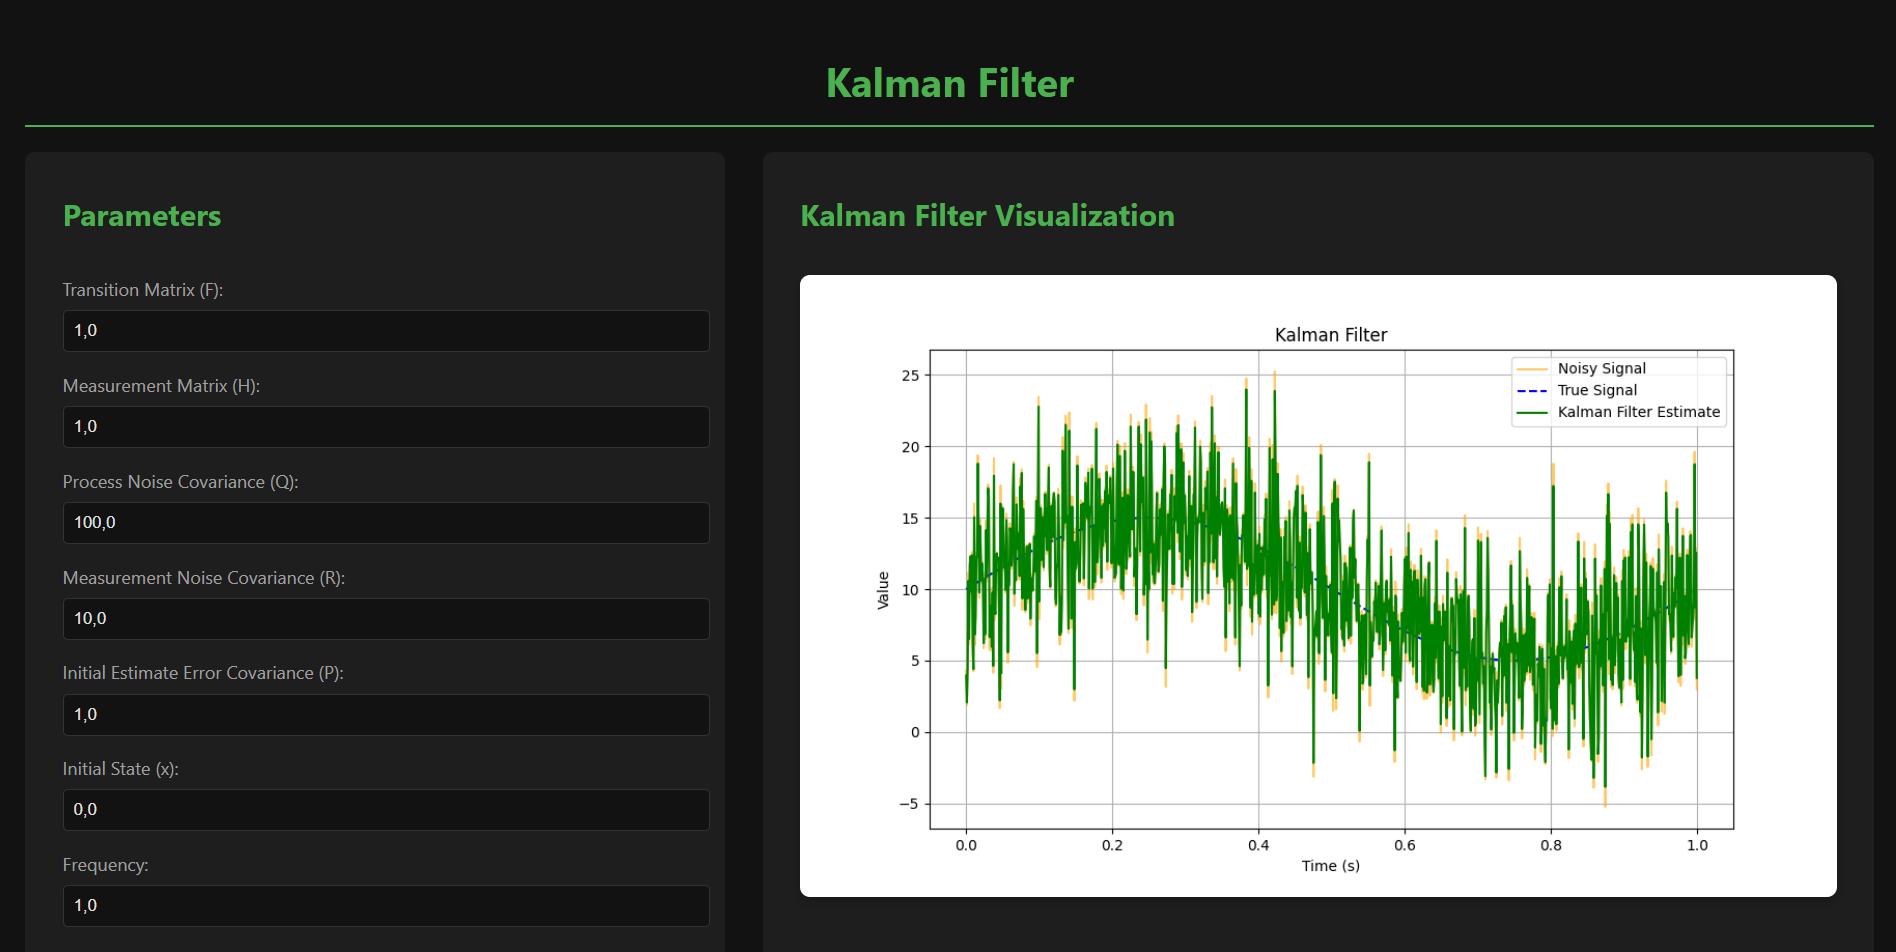 Kalman Filter
Parameters
Transition Matrix (F):
1,0
Measurement Matrix (H):
1,0
Process Noise Covariance (Q):
100,0
Measurement Noise Covariance (R):
10,0
Initial Estimate Error Covariance (P):
1,0
Initial State (x):
0,0
Frequency:
1,0
Kalman Filter Visualization
Kalman Filter
Noisy Signal
True Signal
Kalman Filter Estimate
Value
25
20
15
10
5
0
−5
0.0 0.2 0.4 0.6 0.8 1.0
Time (s)